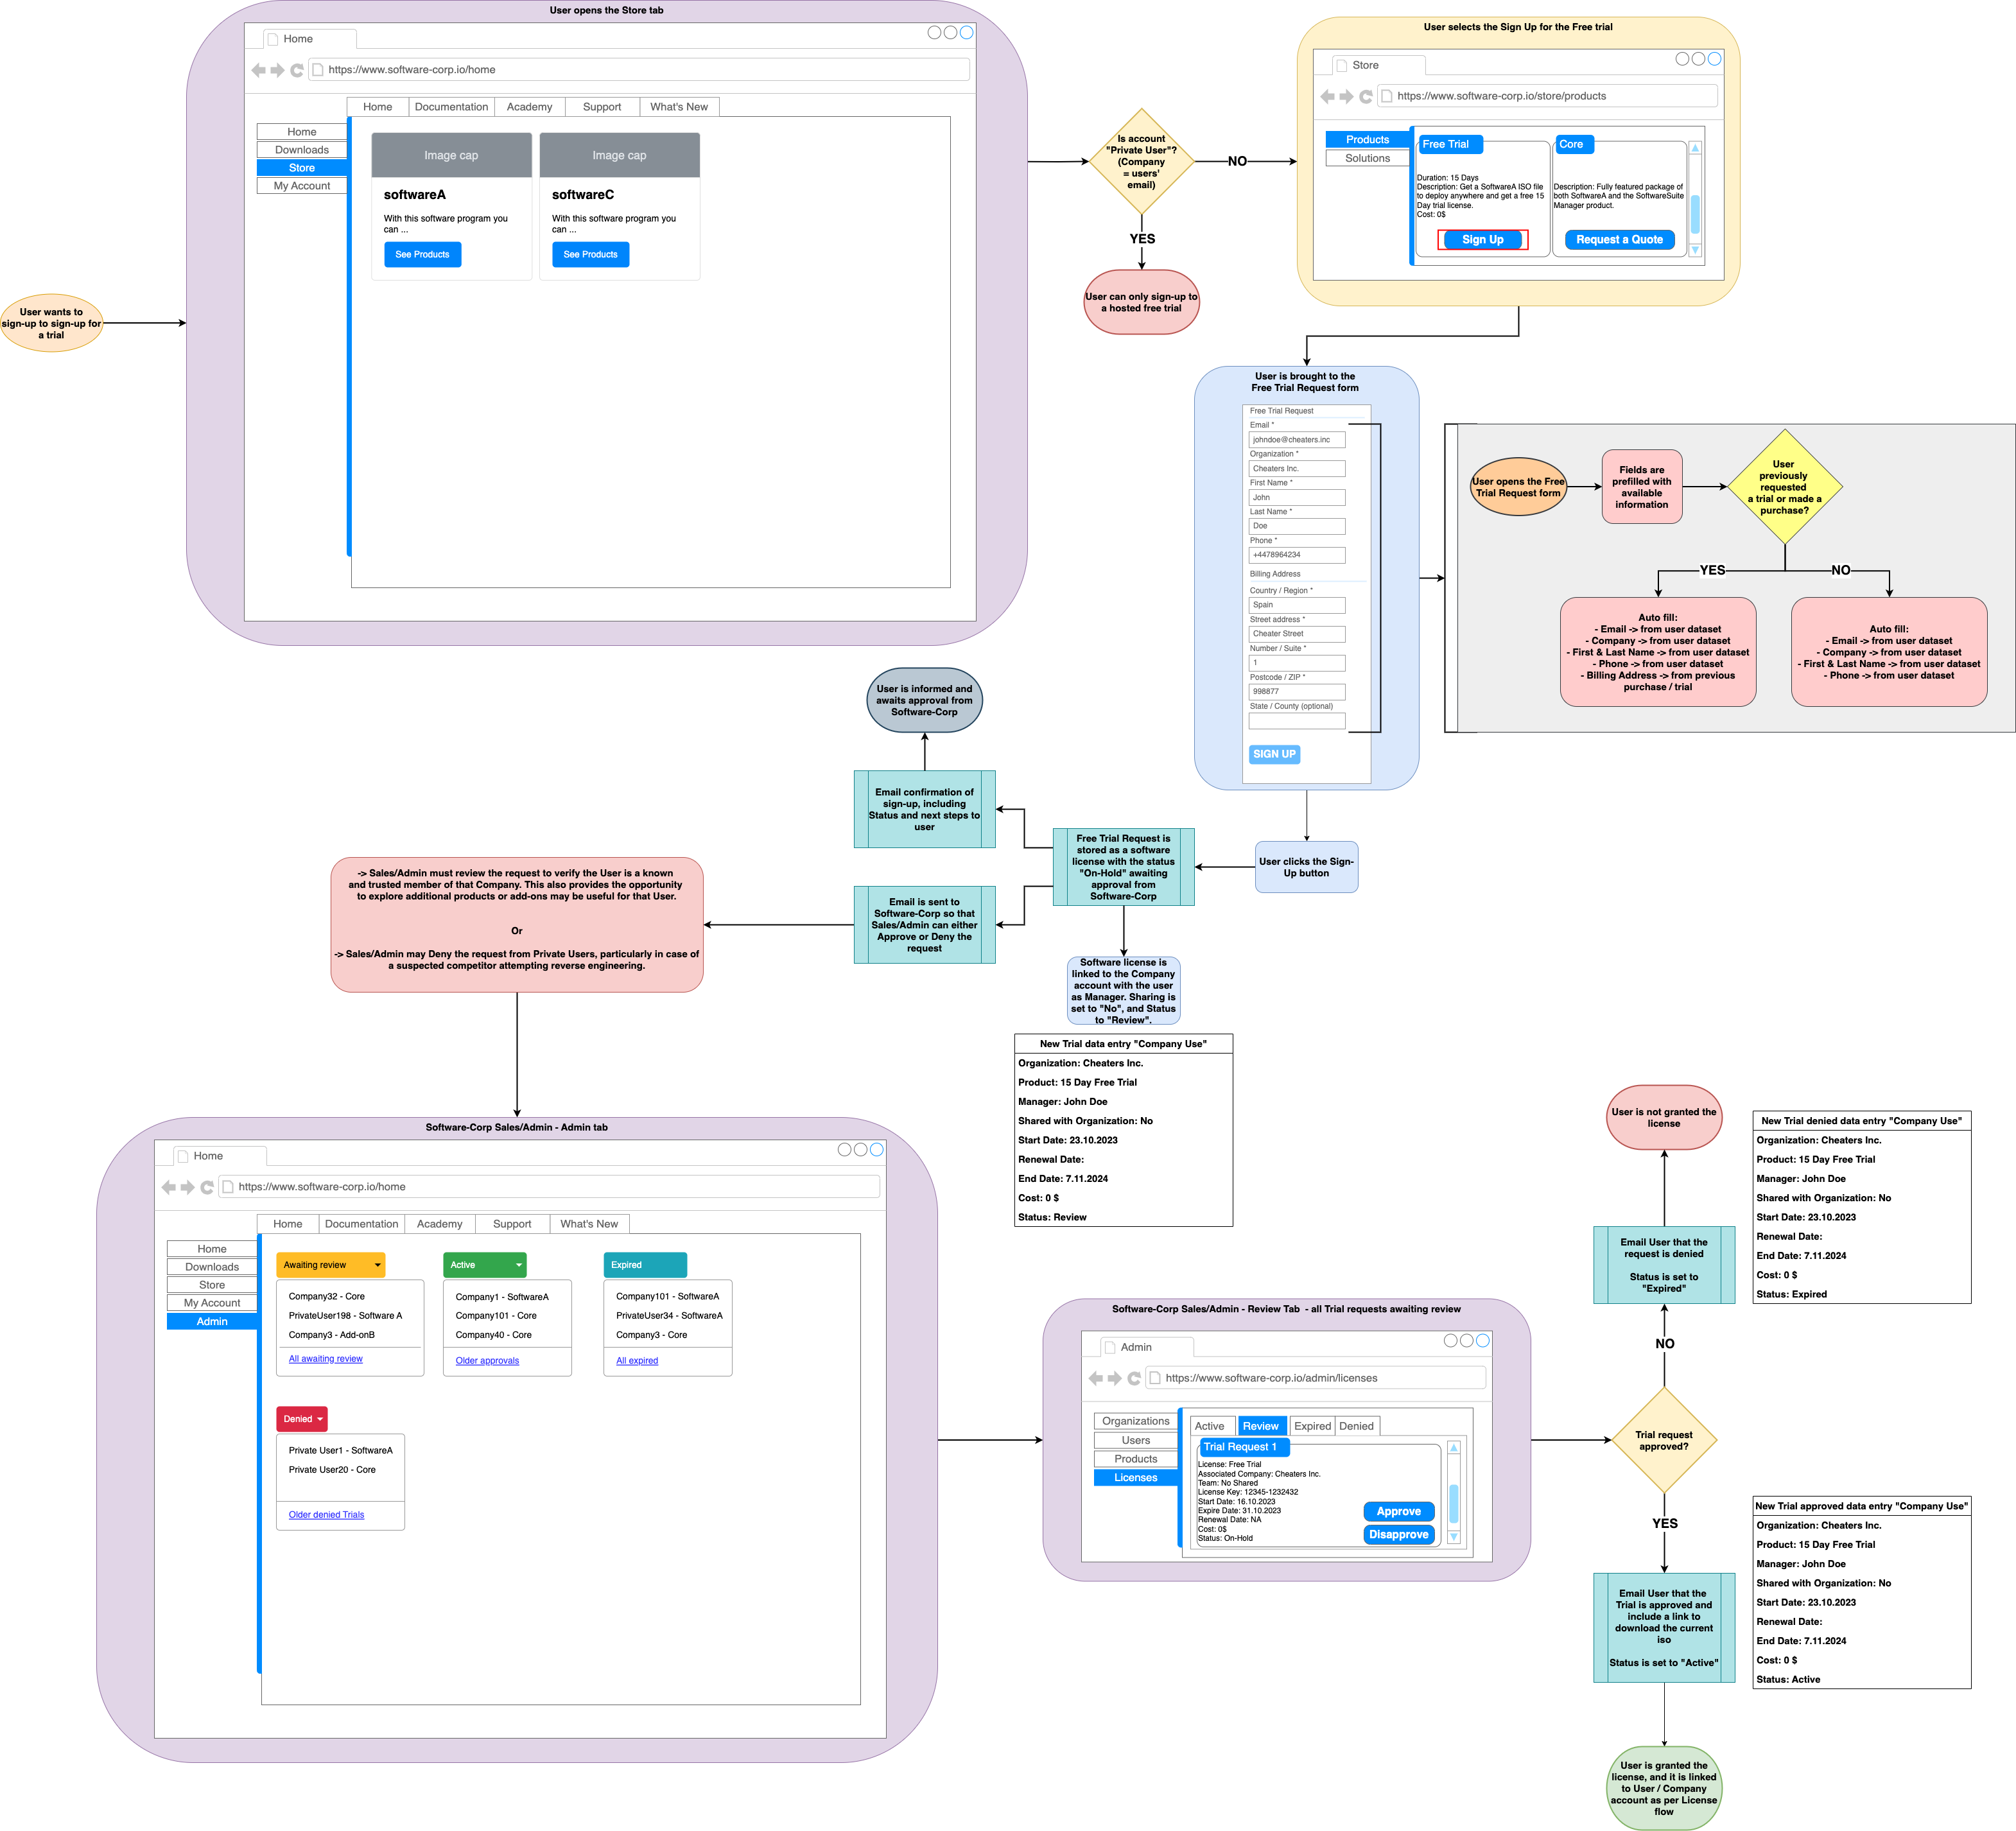 User opens the Store tab
Home
https://www.software-corp.io/home
Home
Documentation
Academy
Support
What's New
Home
Downloads
Store
My Account
Image cap
softwareA
With this software program you
can ...
See Products
Image cap
softwareC
With this software program you
can ...
See Products
User wants to
sign-up to sign-up for
a trial
Is account
"Private User"?
(Company
= users'
email)
NO
YES
User can only sign-up to
a hosted free trial
User selects the Sign Up for the Free trial
Store
https://www.software-corp.io/store/products
Products
Solutions
Free Trial
Duration: 15 Days
Description: Get a SoftwareA ISO file
to deploy anywhere and get a free 15
Day trial license.
Cost: 0$
Sign Up
Core
Description: Fully featured package of
both SoftwareA and the SoftwareSuite
Manager product.
Request a Quote
User is brought to the
Free Trial Request form
Free Trial Request
Email *
johndoe@cheaters.inc
Organization *
Cheaters Inc.
First Name *
John
Last Name *
Doe
Phone *
+4478964234
Billing Address
Country / Region *
Spain
Street address *
Cheater Street
Number / Suite *
1
Postcode / ZIP *
998877
State / County (optional)
SIGN UP
User opens the Free
Trial Request form
Fields are
prefilled with
available
information
User
previously
requested
a trial or made a
purchase?
YES
NO
Auto fill:
- Email -> from user dataset
- Company -> from user dataset
- First & Last Name -> from user dataset
- Phone -> from user dataset
- Billing Address -> from previous
purchase / trial
Auto fill:
- Email -> from user dataset
- Company -> from user dataset
- First & Last Name -> from user dataset
- Phone -> from user dataset
User is informed and
awaits approval from
Software-Corp
Email confirmation of
sign-up, including
Status and next steps to
user
Free Trial Request is
stored as a software
license with the status
"On-Hold" awaiting
approval from
Software-Corp
User clicks the Sign-
Up button
Email is sent to
Software-Corp so that
Sales/Admin can either
Approve or Deny the
request
-> Sales/Admin must review the request to verify the User is a known
and trusted member of that Company. This also provides the opportunity
to explore additional products or add-ons may be useful for that User.
Or
-> Sales/Admin may Deny the request from Private Users, particularly in case of
a suspected competitor attempting reverse engineering.
Software license is
linked to the Company
account with the user
as Manager. Sharing is
set to "No", and Status
to "Review".
New Trial data entry "Company Use"
Organization: Cheaters Inc.
Product: 15 Day Free Trial
Manager: John Doe
Shared with Organization: No
Start Date: 23.10.2023
Renewal Date:
End Date: 7.11.2024
Cost: 0 $
Status: Review
Software-Corp Sales/Admin - Admin tab
Home
https://www.software-corp.io/home
Home
Documentation
Academy
Support
What's New
Home
Downloads
Store
My Account
Admin
Awaiting review
Company32 - Core
PrivateUser198 - Software A
Company3 - Add-onB
All awaiting review
Active
Company1 - SoftwareA
Company101 - Core
Company40 - Core
Older approvals
Expired
Company101 - SoftwareA
PrivateUser34 - SoftwareA
Company3 - Core
All expired
Denied
Private User1 - SoftwareA
Private User20 - Core
Older denied Trials
Software-Corp Sales/Admin - Review Tab - all Trial requests awaiting review
Admin
https://www.software-corp.io/admin/licenses
Organizations
Users
Products
Licenses
Active
Review
Expired
Denied
Trial Request 1
License: Free Trial
Associated Company: Cheaters Inc.
Team: No Shared
License Key: 12345-1232432
Start Date: 16.10.2023
Expire Date: 31.10.2023
Renewal Date: NA
Cost: 0$
Status: On-Hold
Approve
Disapprove
Trial request
approved?
NO
Email User that the
request is denied
Status is set to
"Expired"
User is not granted the
license
New Trial denied data entry "Company Use"
Organization: Cheaters Inc.
Product: 15 Day Free Trial
Manager: John Doe
Shared with Organization: No
Start Date: 23.10.2023
Renewal Date:
End Date: 7.11.2024
Cost: 0 $
Status: Expired
YES
Email User that the
Trial is approved and
include a link to
download the current
iso
Status is set to "Active"
New Trial approved data entry "Company Use"
Organization: Cheaters Inc.
Product: 15 Day Free Trial
Manager: John Doe
Shared with Organization: No
Start Date: 23.10.2023
Renewal Date:
End Date: 7.11.2024
Cost: 0 $
Status: Active
User is granted the
license, and it is linked
to User / Company
account as per License
flow